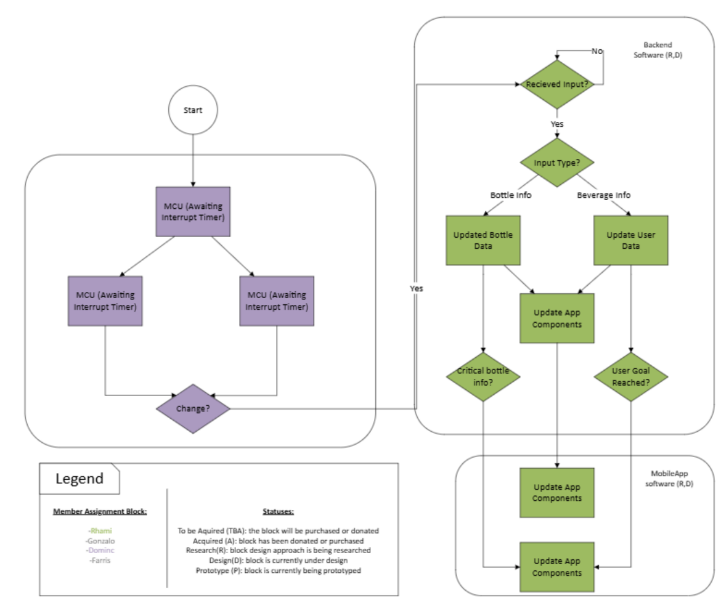 Start
MCU (Awaiting
Interrupt Timer)
MCU (Awaiting
Interrupt Timer)
MCU (Awaiting
Interrupt Timer)
Change?
Yes
Backend
Software (R,D)
No
Recieved Input?
Yes
Input Type?
Bottle Info
Beverage Info
Updated Bottle
Data
Update User
Data
Update App
Components
Critical bottle
info?
User Goal
Reached?
MobileApp
software (R,D)
Update App
Components
Update App
Components
Legend
Member Assignment Block:
-Rhami
-Gonzalo
-Dominc
-Farris
Statuses:
To be Aquired (TBA): the block will be purchased or donated
Acquired (A): block has been donated or purchased
Research(R): block design approach is being researched
Design(D): block is currently under design
Prototype (P): block is currently being prototyped